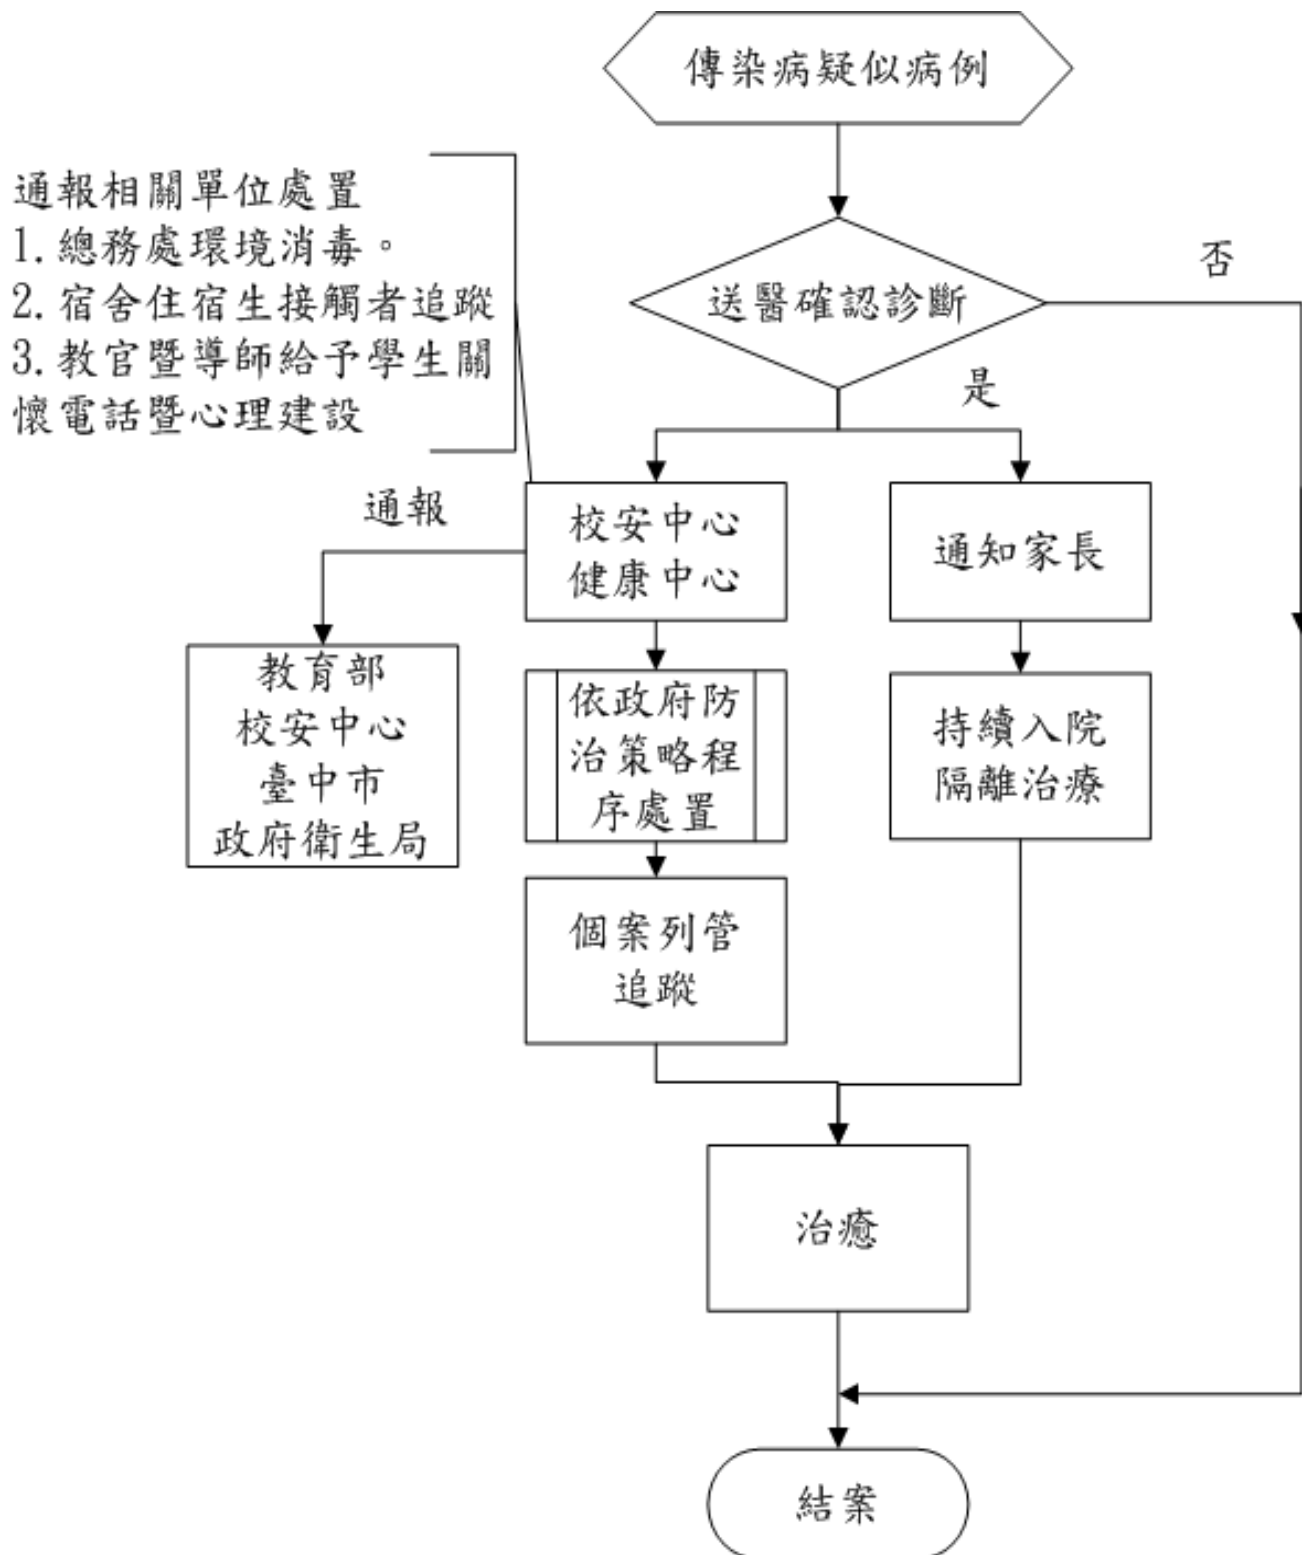 傳染病疑似病例
通報相關單位處置
1.總務處環境消毒。
2.宿舍住宿生接觸者追蹤
3.教官暨導師給予學生關
懷電話暨心理建設
送醫確認診斷
否
是
通報
校安中心
健康中心
通知家長
教育部
校安中心
臺中市
政府衛生局
依政府防
治策略程
序處置
持續入院
隔離治療
個案列管
追蹤
治癒
結案